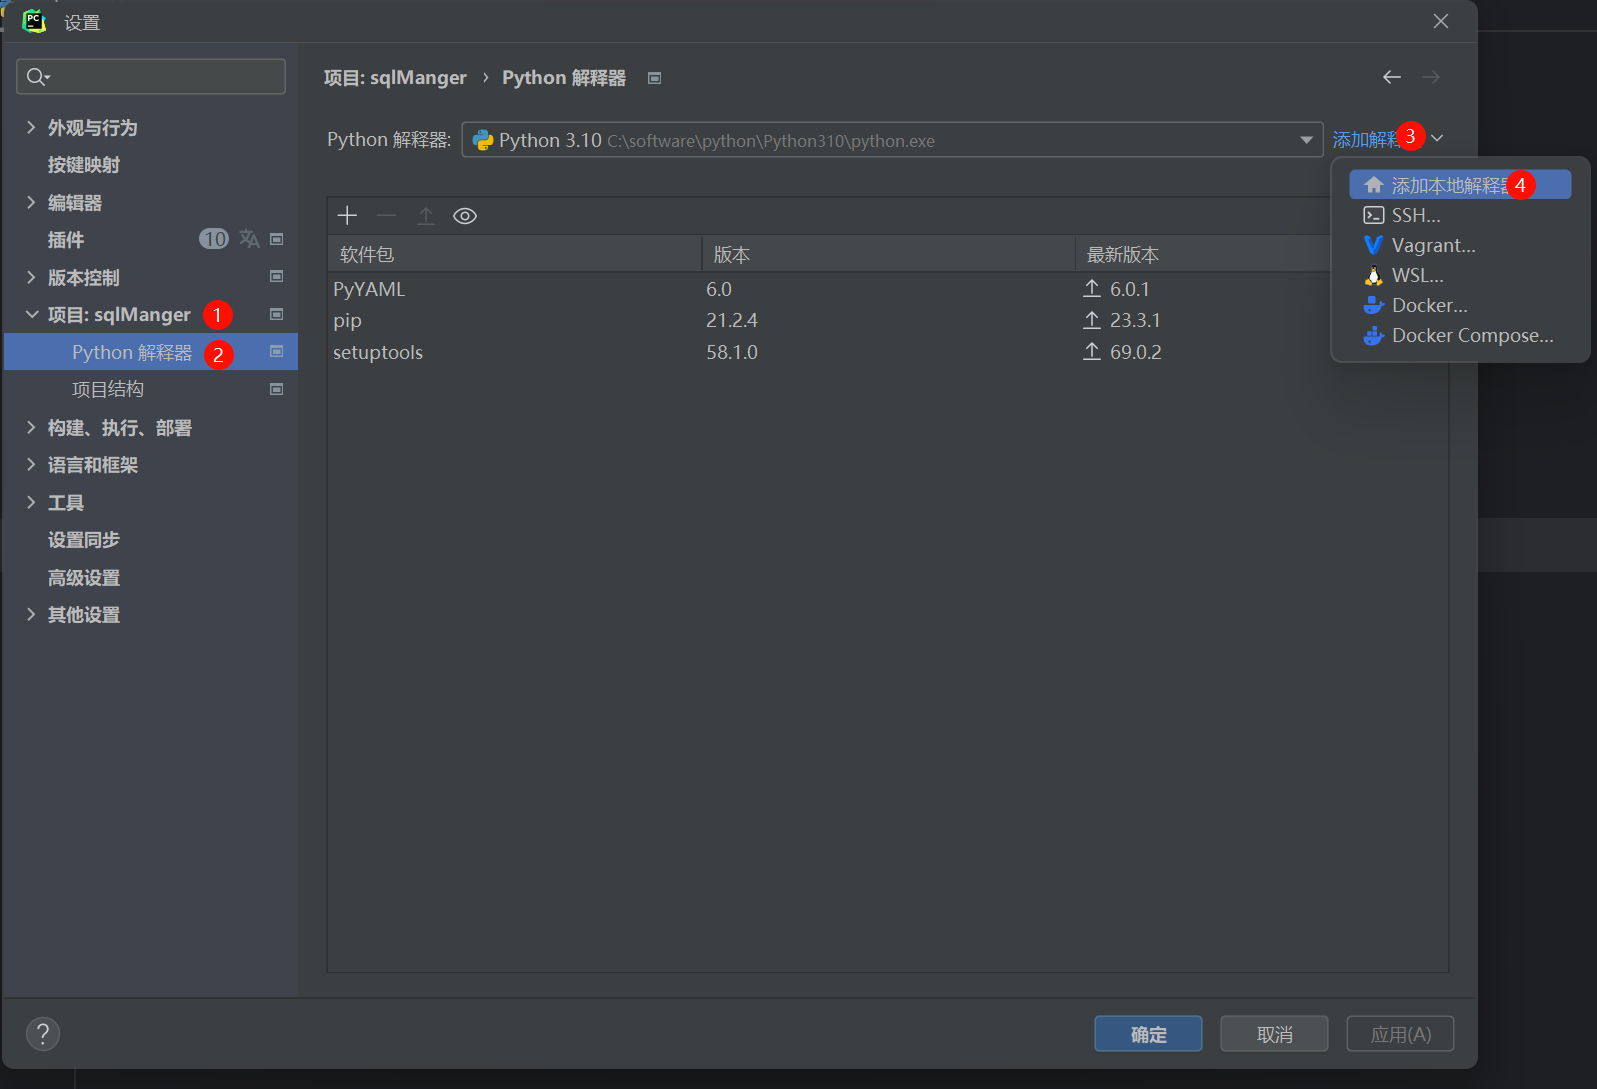 PC
设置
项目: sqlManger › Python 解释器
Python 解释器: Python 3.10 C:\software\python\Python310\python.exe 添加解释 3
外观与行为
按键映射
编辑器
插件 10
版本控制
项目: sqlManger 1
Python 解释器 2
项目结构
构建、执行、部署
语言和框架
工具
设置同步
高级设置
其他设置
添加本地解释器 4
SSH...
Vagrant...
WSL...
Docker...
Docker Compose...
软件包 版本 最新版本
PyYAML 6.0 6.0.1
pip 21.2.4 23.3.1
setuptools 58.1.0 69.0.2
?
确定 取消 应用(A)